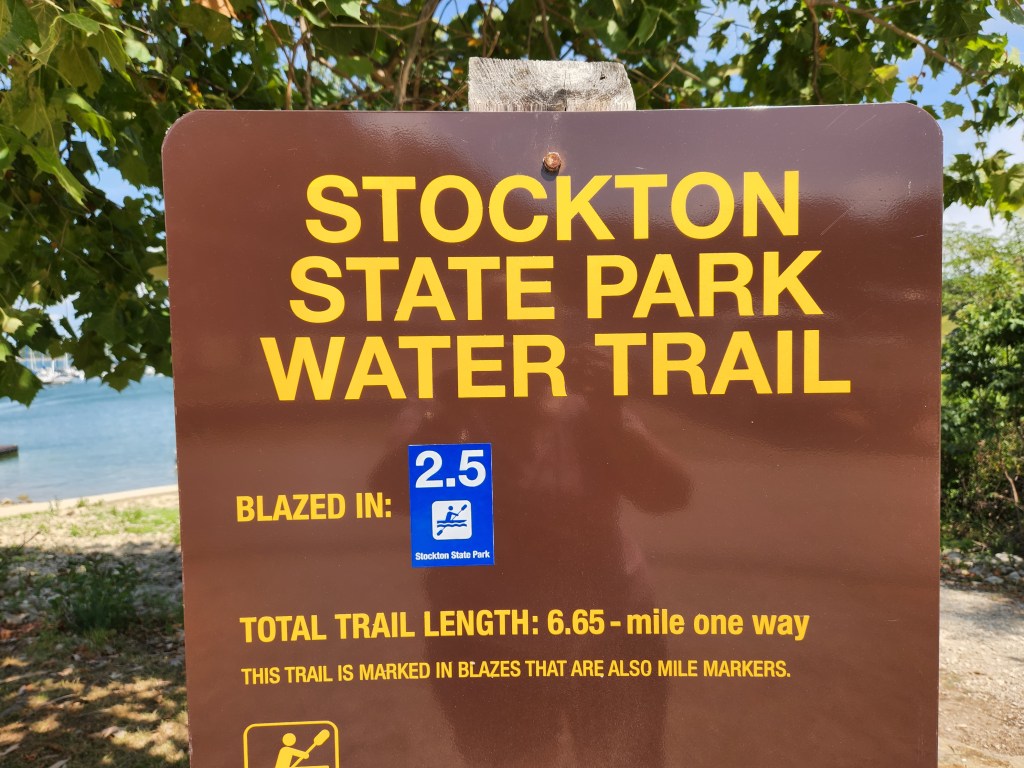 STOCKTON
STATE PARK
WATER TRAIL
BLAZED IN:
2.5
Stockton State Park
TOTAL TRAIL LENGTH: 6.65 - mile one way
THIS TRAIL IS MARKED IN BLAZES THAT ARE ALSO MILE MARKERS.